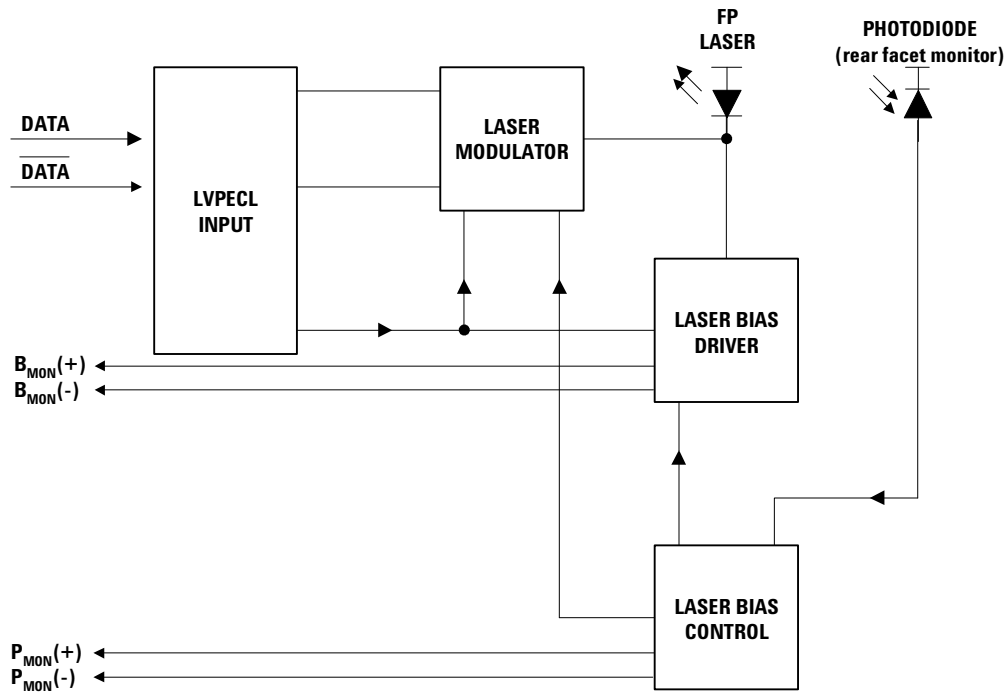 FP
LASER
PHOTODIODE
(rear facet monitor)
DATA
DATA
LVPECL
INPUT
LASER
MODULATOR
LASER BIAS
DRIVER
BMON(+)
BMON(-)
LASER BIAS
CONTROL
PMON(+)
PMON(-)